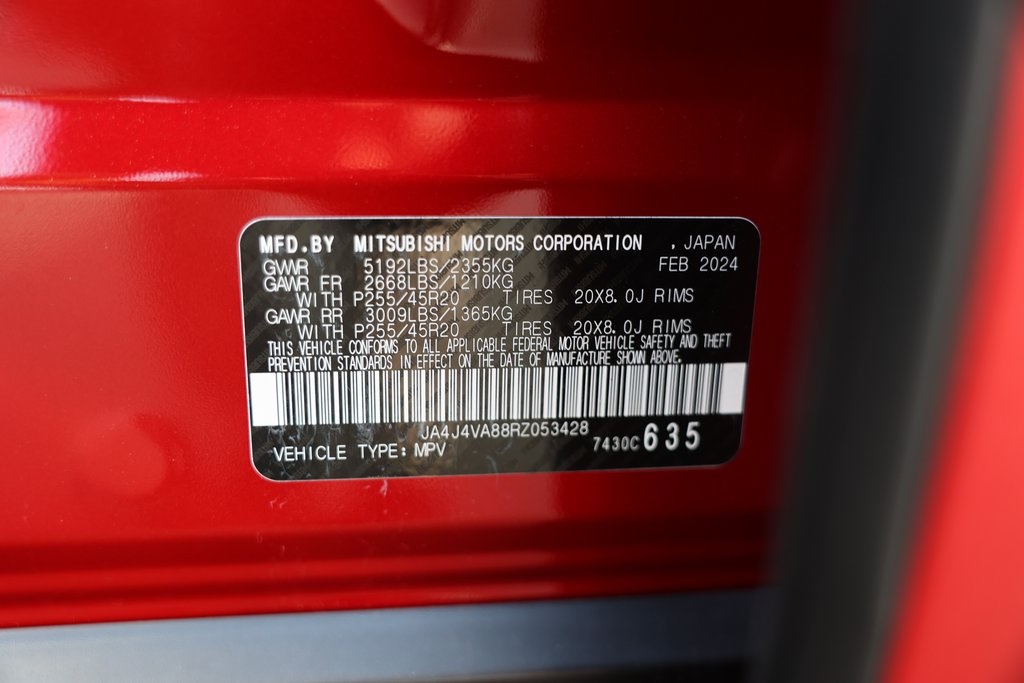 MFD.BY MITSUBISHI MOTORS CORPORATION , JAPAN
GWR 5192LBS/2355KG FEB 2024
GAWR FR 2668LBS/1210KG
WITH P255/45R20 TIRES 20X8.0J RIMS
GAWR RR 3009LBS/1365KG
WITH P255/45R20 TIRES 20X8.0J RIMS
THIS VEHICLE CONFORMS TO ALL APPLICABLE FEDERAL MOTOR VEHICLE SAFETY AND THEFT
PREVENTION STANDARDS IN EFFECT ON THE DATE OF MANUFACTURE SHOWN ABOVE.
JA4J4VA88RZ053428
VEHICLE TYPE: MPV 7430C 635